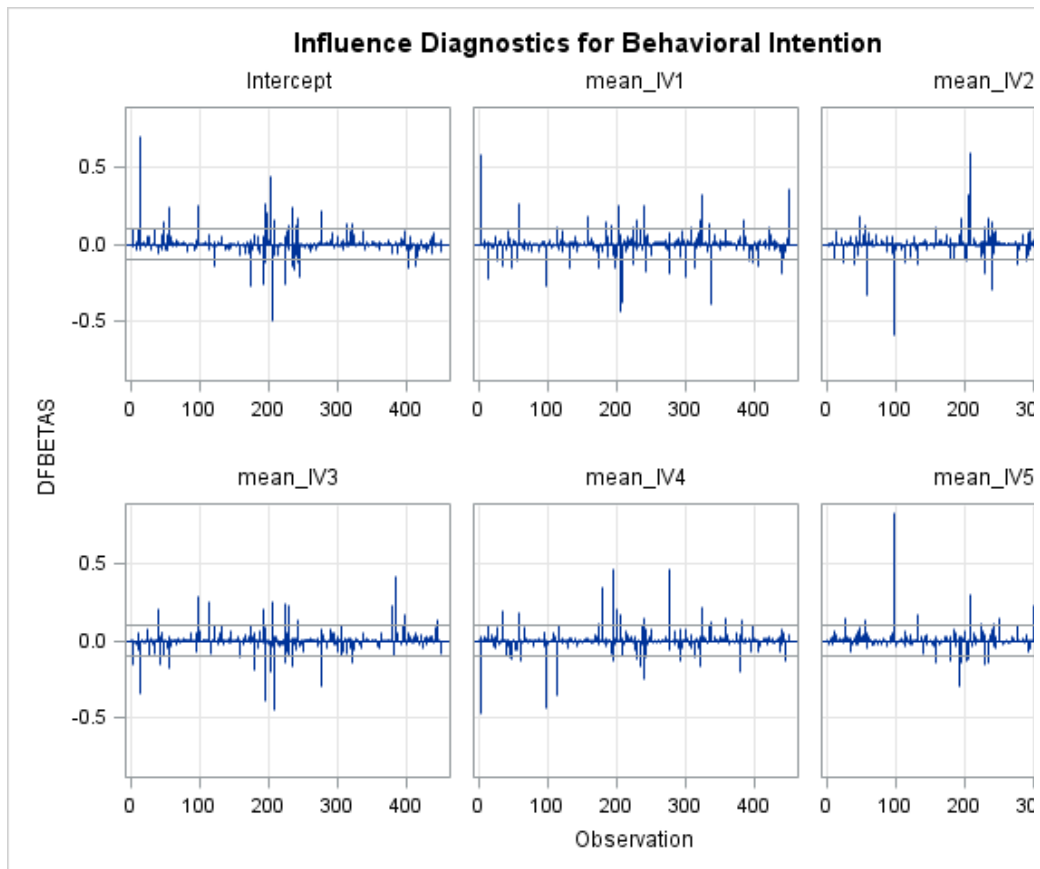 Influence Diagnostics for Behavioral Intention
Intercept mean_IV1 mean_IV2
0.5
0.0
-0.5
0 100 200 300 400 0 100 200 300 400 0 100 200 30
DFBETAS
mean_IV3 mean_IV4 mean_IV5
0.5
0.0
-0.5
0 100 200 300 400 0 100 200 300 400 0 100 200 30
Observation